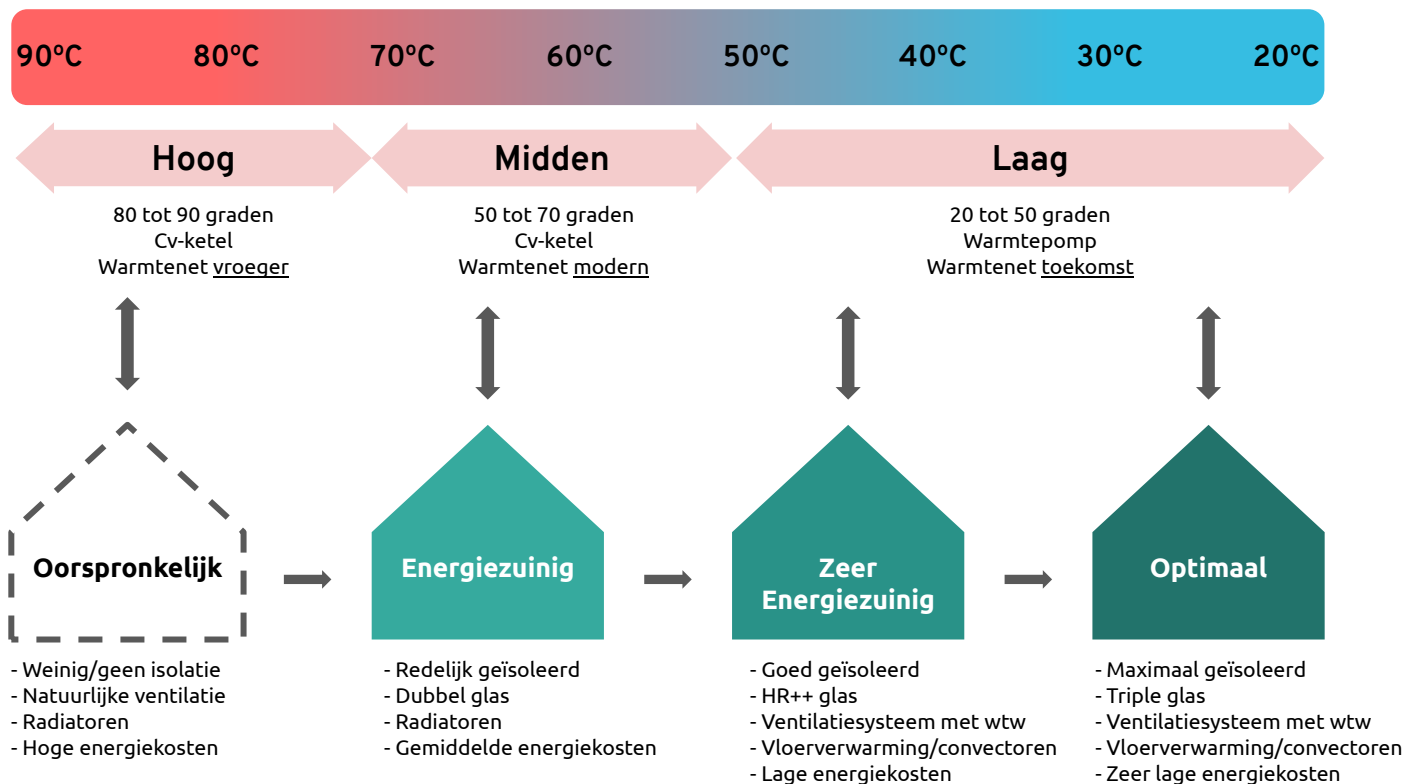 90°C 80°C 70°C 60°C 50°C 40°C 30°C 20°C
Hoog
Midden
Laag
80 tot 90 graden
Cv-ketel
Warmtenet vroeger
50 tot 70 graden
Cv-ketel
Warmtenet modern
20 tot 50 graden
Warmtepomp
Warmtenet toekomst
Oorspronkelijk
Energiezuinig
Zeer
Energiezuinig
Optimaal
- Weinig/geen isolatie
- Natuurlijke ventilatie
- Radiatoren
- Hoge energiekosten
- Redelijk geïsoleerd
- Dubbel glas
- Radiatoren
- Gemiddelde energiekosten
- Goed geïsoleerd
- HR++ glas
- Ventilatiesysteem met wtw
- Vloerverwarming/convectoren
- Lage energiekosten
- Maximaal geïsoleerd
- Triple glas
- Ventilatiesysteem met wtw
- Vloerverwarming/convectoren
- Zeer lage energiekosten